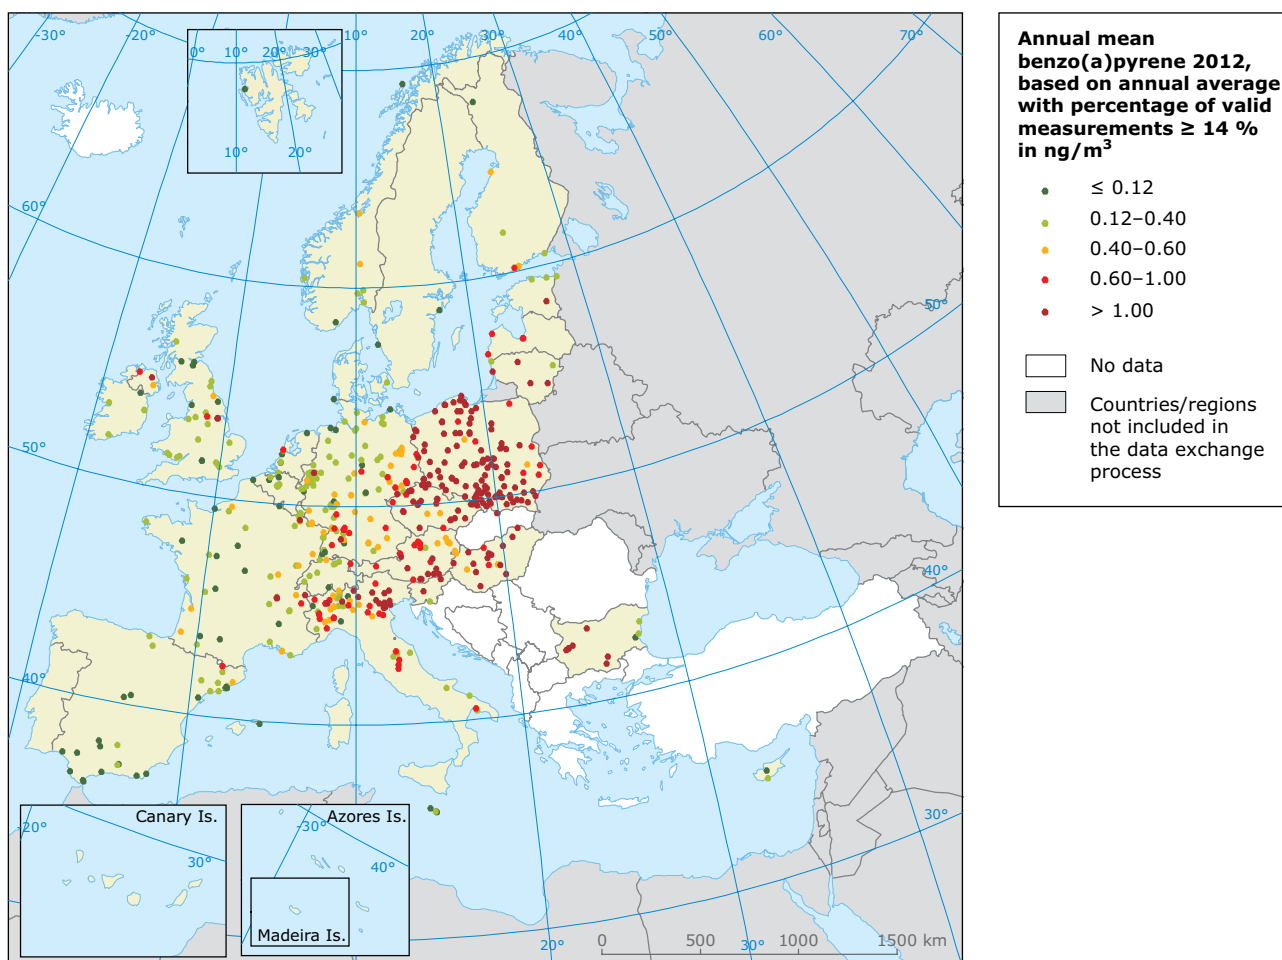 -30°
-20°
0°
10°
20°
30°
10°
20°
30°
40°
50°
60°
70°
10°
20°
60°
50°
50°
40°
40°
30°
20°
30°
Canary Is.
-20°
30°
Azores Is.
-30°
40°
Madeira Is.
0
500
1000
1500 km
Annual mean
benzo(a)pyrene 2012,
based on annual average
with percentage of valid
measurements ≥ 14 %
in ng/m³
≤ 0.12
0.12–0.40
0.40–0.60
0.60–1.00
> 1.00
No data
Countries/regions
not included in
the data exchange
process